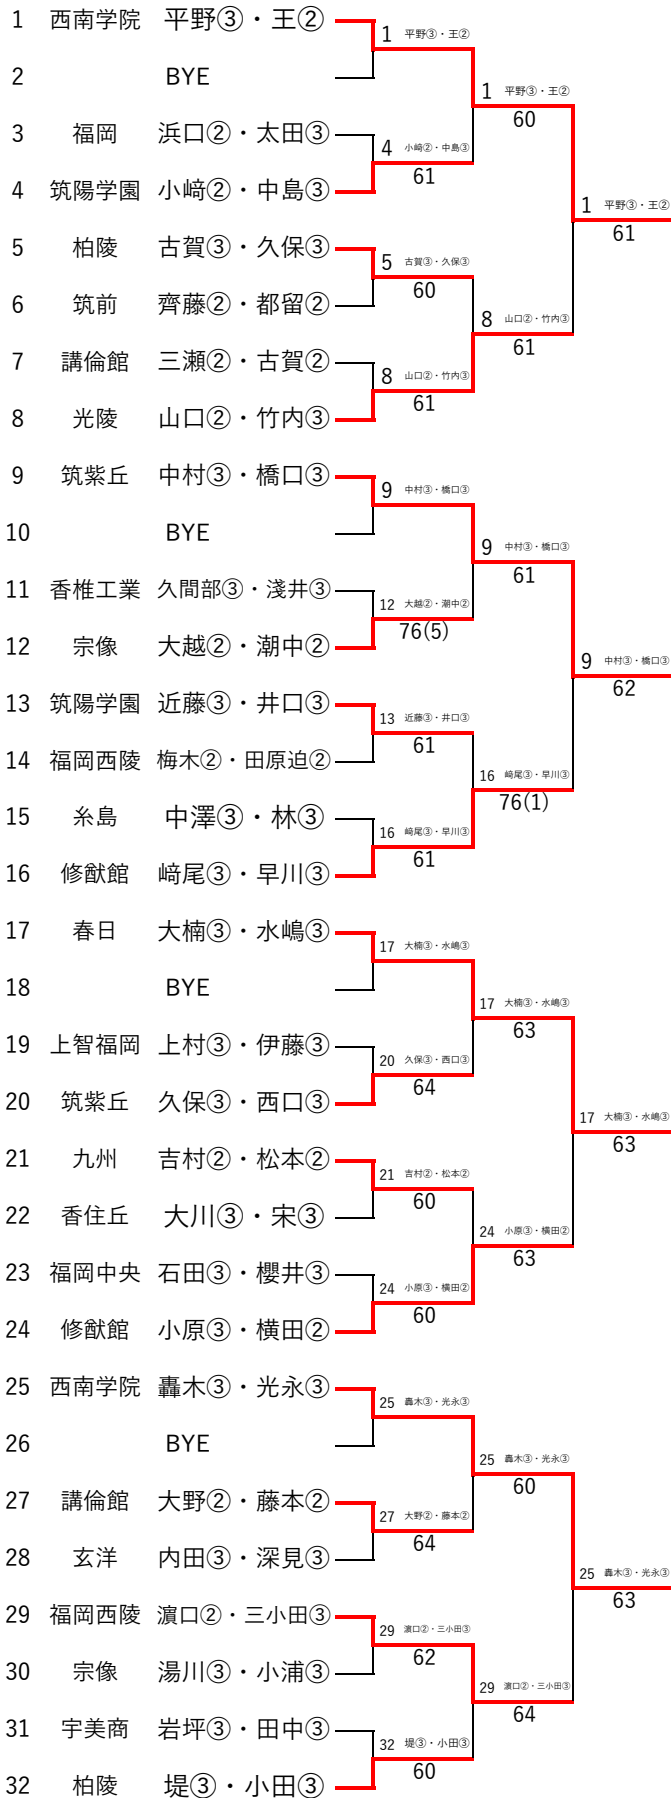 1 西南学院 平野③・王②
1 平野③・王②
2 BYE
1 平野③・王②
60
3 福岡 浜口②・太田③
4 小﨑②・中島③
61
4 筑陽学園 小﨑②・中島③
1 平野③・王②
61
5 柏陵 古賀③・久保③
5 古賀③・久保③
60
6 筑前 齊藤②・都留②
8 山口②・竹内③
61
7 講倫館 三瀬②・古賀②
8 山口②・竹内③
61
8 光陵 山口②・竹内③
9 筑紫丘 中村③・橋口③
9 中村③・橋口③
10 BYE
9 中村③・橋口③
61
11 香椎工業 久間部③・淺井③
12 大越②・潮中②
76(5)
12 宗像 大越②・潮中②
9 中村③・橋口③
62
13 筑陽学園 近藤③・井口③
13 近藤③・井口③
61
14 福岡西陵 梅木②・田原迫②
16 﨑尾③・早川③
76(1)
15 糸島 中澤③・林③
16 﨑尾③・早川③
61
16 修猷館 﨑尾③・早川③
17 春日 大楠③・水嶋③
17 大楠③・水嶋③
18 BYE
17 大楠③・水嶋③
63
19 上智福岡 上村③・伊藤③
20 久保③・西口③
64
20 筑紫丘 久保③・西口③
17 大楠③・水嶋③
63
21 九州 吉村②・松本②
21 吉村②・松本②
60
22 香住丘 大川③・宋③
24 小原③・横田②
63
23 福岡中央 石田③・櫻井③
24 小原③・横田②
60
24 修猷館 小原③・横田②
25 西南学院 轟木③・光永③
25 轟木③・光永③
26 BYE
25 轟木③・光永③
60
27 講倫館 大野②・藤本②
27 大野②・藤本②
64
28 玄洋 内田③・深見③
25 轟木③・光永③
63
29 福岡西陵 濵口②・三小田③
29 濵口②・三小田③
62
30 宗像 湯川③・小浦③
29 濵口②・三小田③
64
31 宇美商 岩坪③・田中③
32 堤③・小田③
60
32 柏陵 堤③・小田③